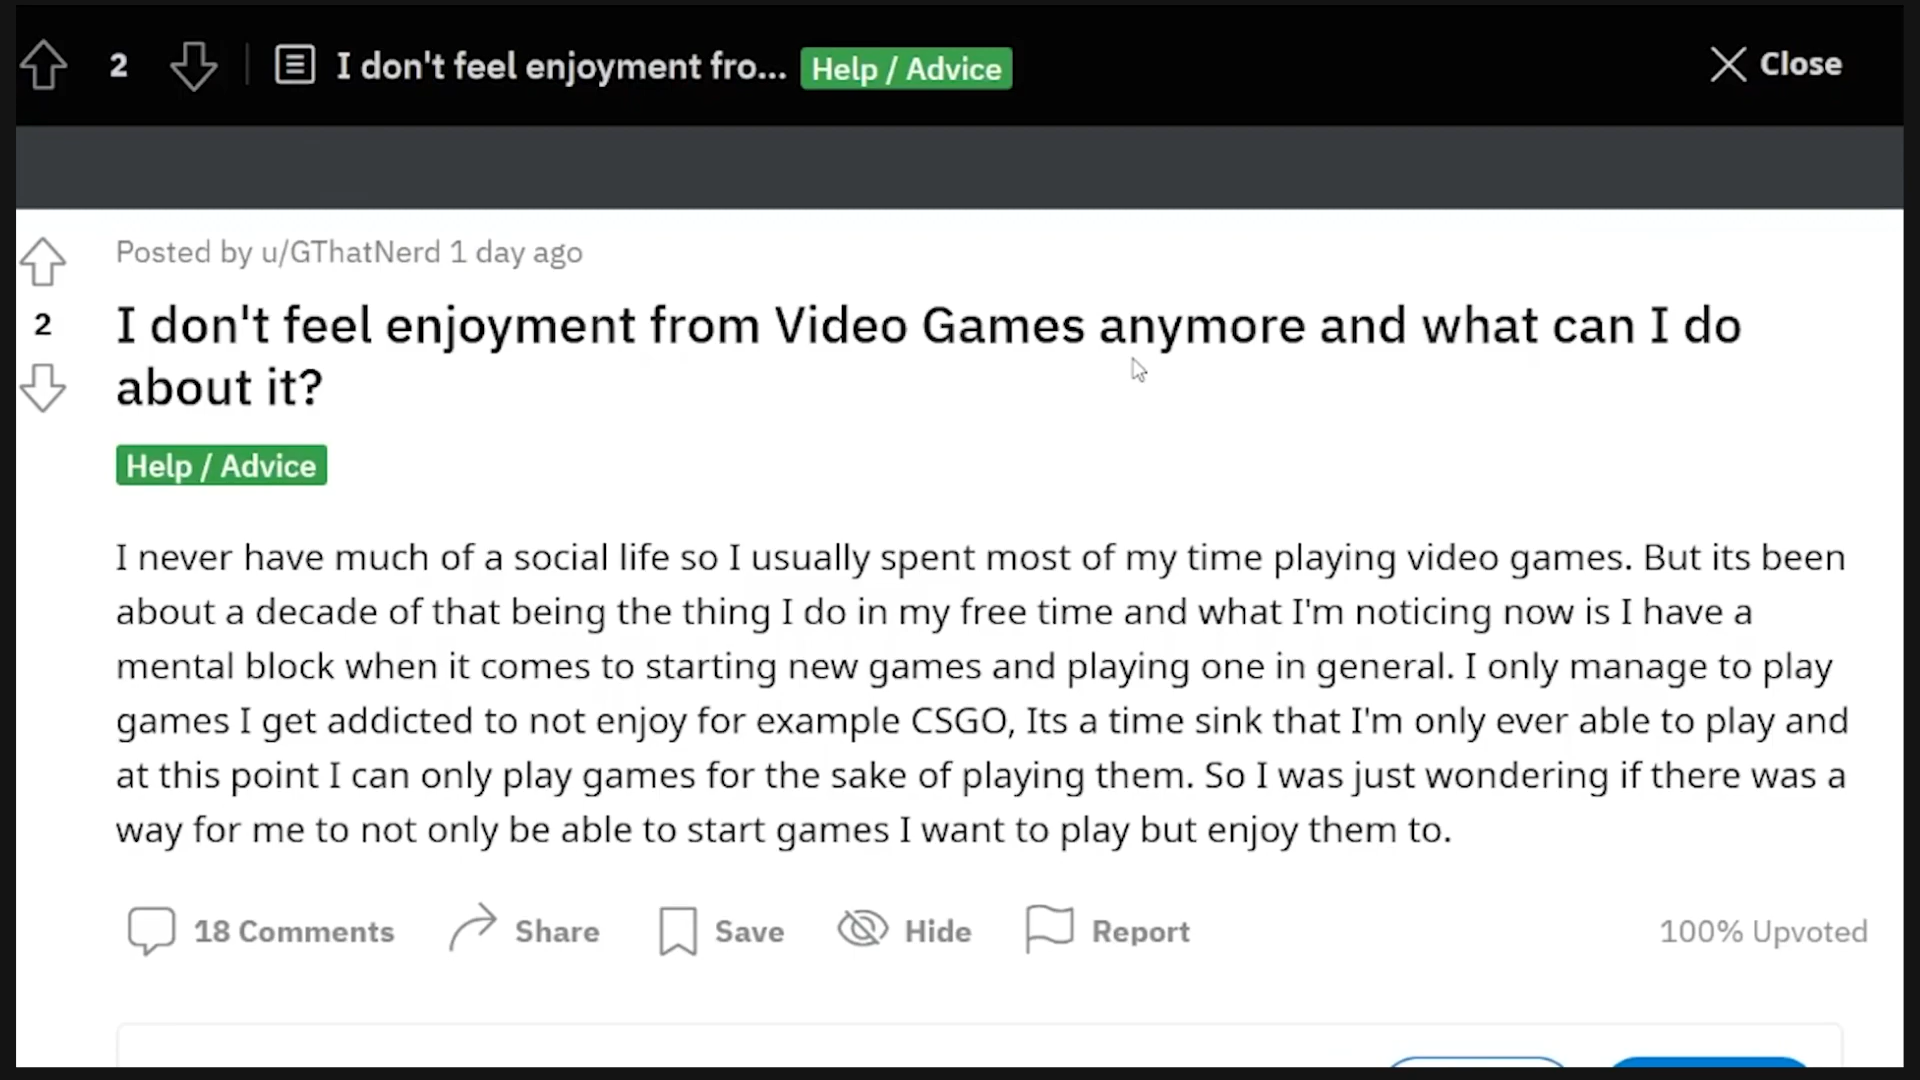 2 I don't feel enjoyment fro... Help / Advice Close
Posted by u/GThatNerd 1 day ago
2
I don't feel enjoyment from Video Games anymore and what can I do
about it?
Help / Advice
I never have much of a social life so I usually spent most of my time playing video games. But its been
about a decade of that being the thing I do in my free time and what I'm noticing now is I have a
mental block when it comes to starting new games and playing one in general. I only manage to play
games I get addicted to not enjoy for example CSGO, Its a time sink that I'm only ever able to play and
at this point I can only play games for the sake of playing them. So I was just wondering if there was a
way for me to not only be able to start games I want to play but enjoy them to.
18 Comments Share Save Hide Report 100% Upvoted